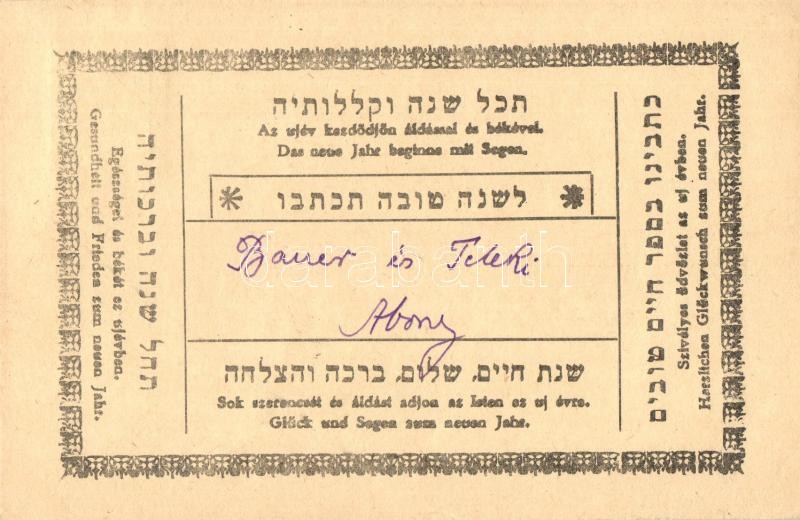 תכל שנה וקללותיה
Az ujév kezdődjön áldással és békével.
Das neue Jahr beginne mit Segen.
לשנה טובה תכתבו
Bauer és Teleki
Abony
שנת חיים, שלום, ברכה והצלחה
Sok szerencsét és áldást adjon az Isten ez uj évre.
Glück und Segen zum neuen Jahr.
תחל שנה וברכותיה
Egészséget és békét ez ujévben.
Gesundheit und Frieden zum neuen Jahr.
כתבינו בספר חיים טובים
Szivélyes üdvözlet az uj évben.
Herzlichen Glückwunsch zum neuen Jahr.
darabanth